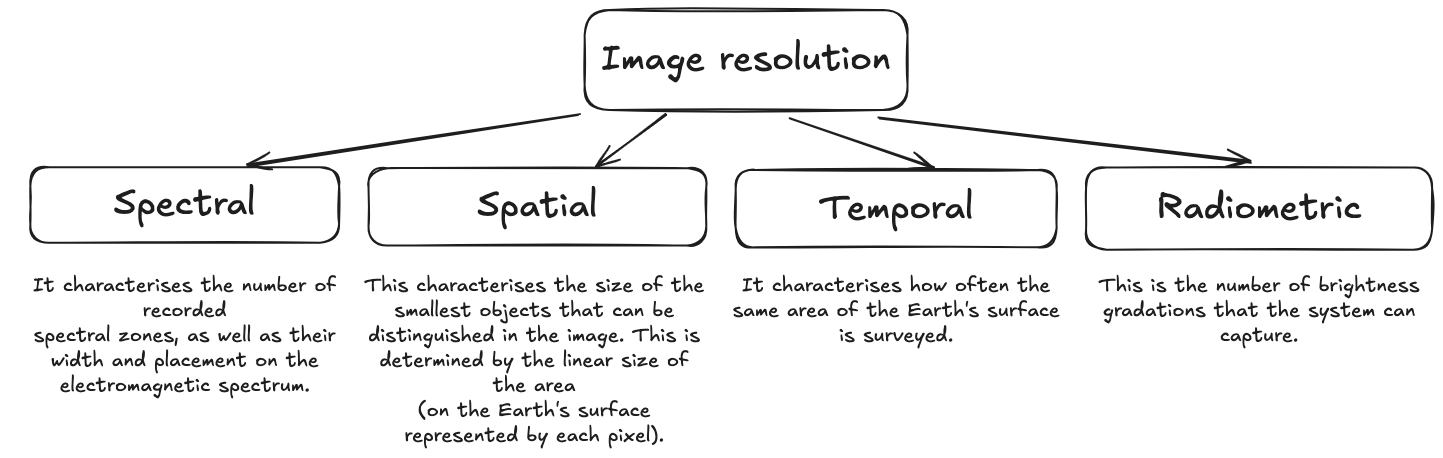 Image resolution
Spectral
It characterises the number of
recorded
spectral zones, as well as their
width and placement on the
electromagnetic spectrum.
Spatial
This characterises the size of the
smallest objects that can be
distinguished in the image. This is
determined by the linear size of
the area
(on the Earth's surface
represented by each pixel).
Temporal
It characterises how often the
same area of the Earth's surface
is surveyed.
Radiometric
This is the number of brightness
gradations that the system can
capture.